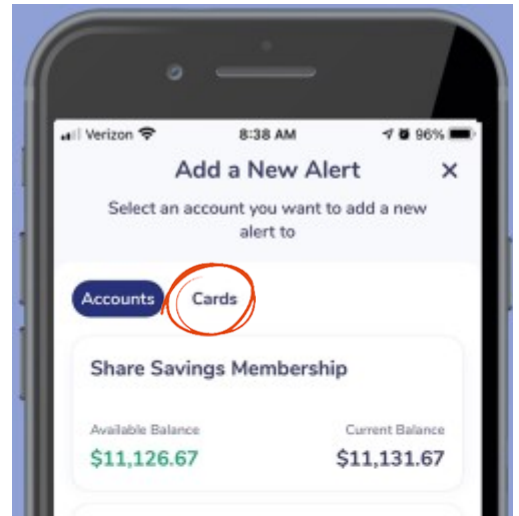 Verizon 8:38 AM 96%
Add a New Alert ×
Select an account you want to add a new
alert to
Accounts Cards
Share Savings Membership
Available Balance Current Balance
$11,126.67 $11,131.67